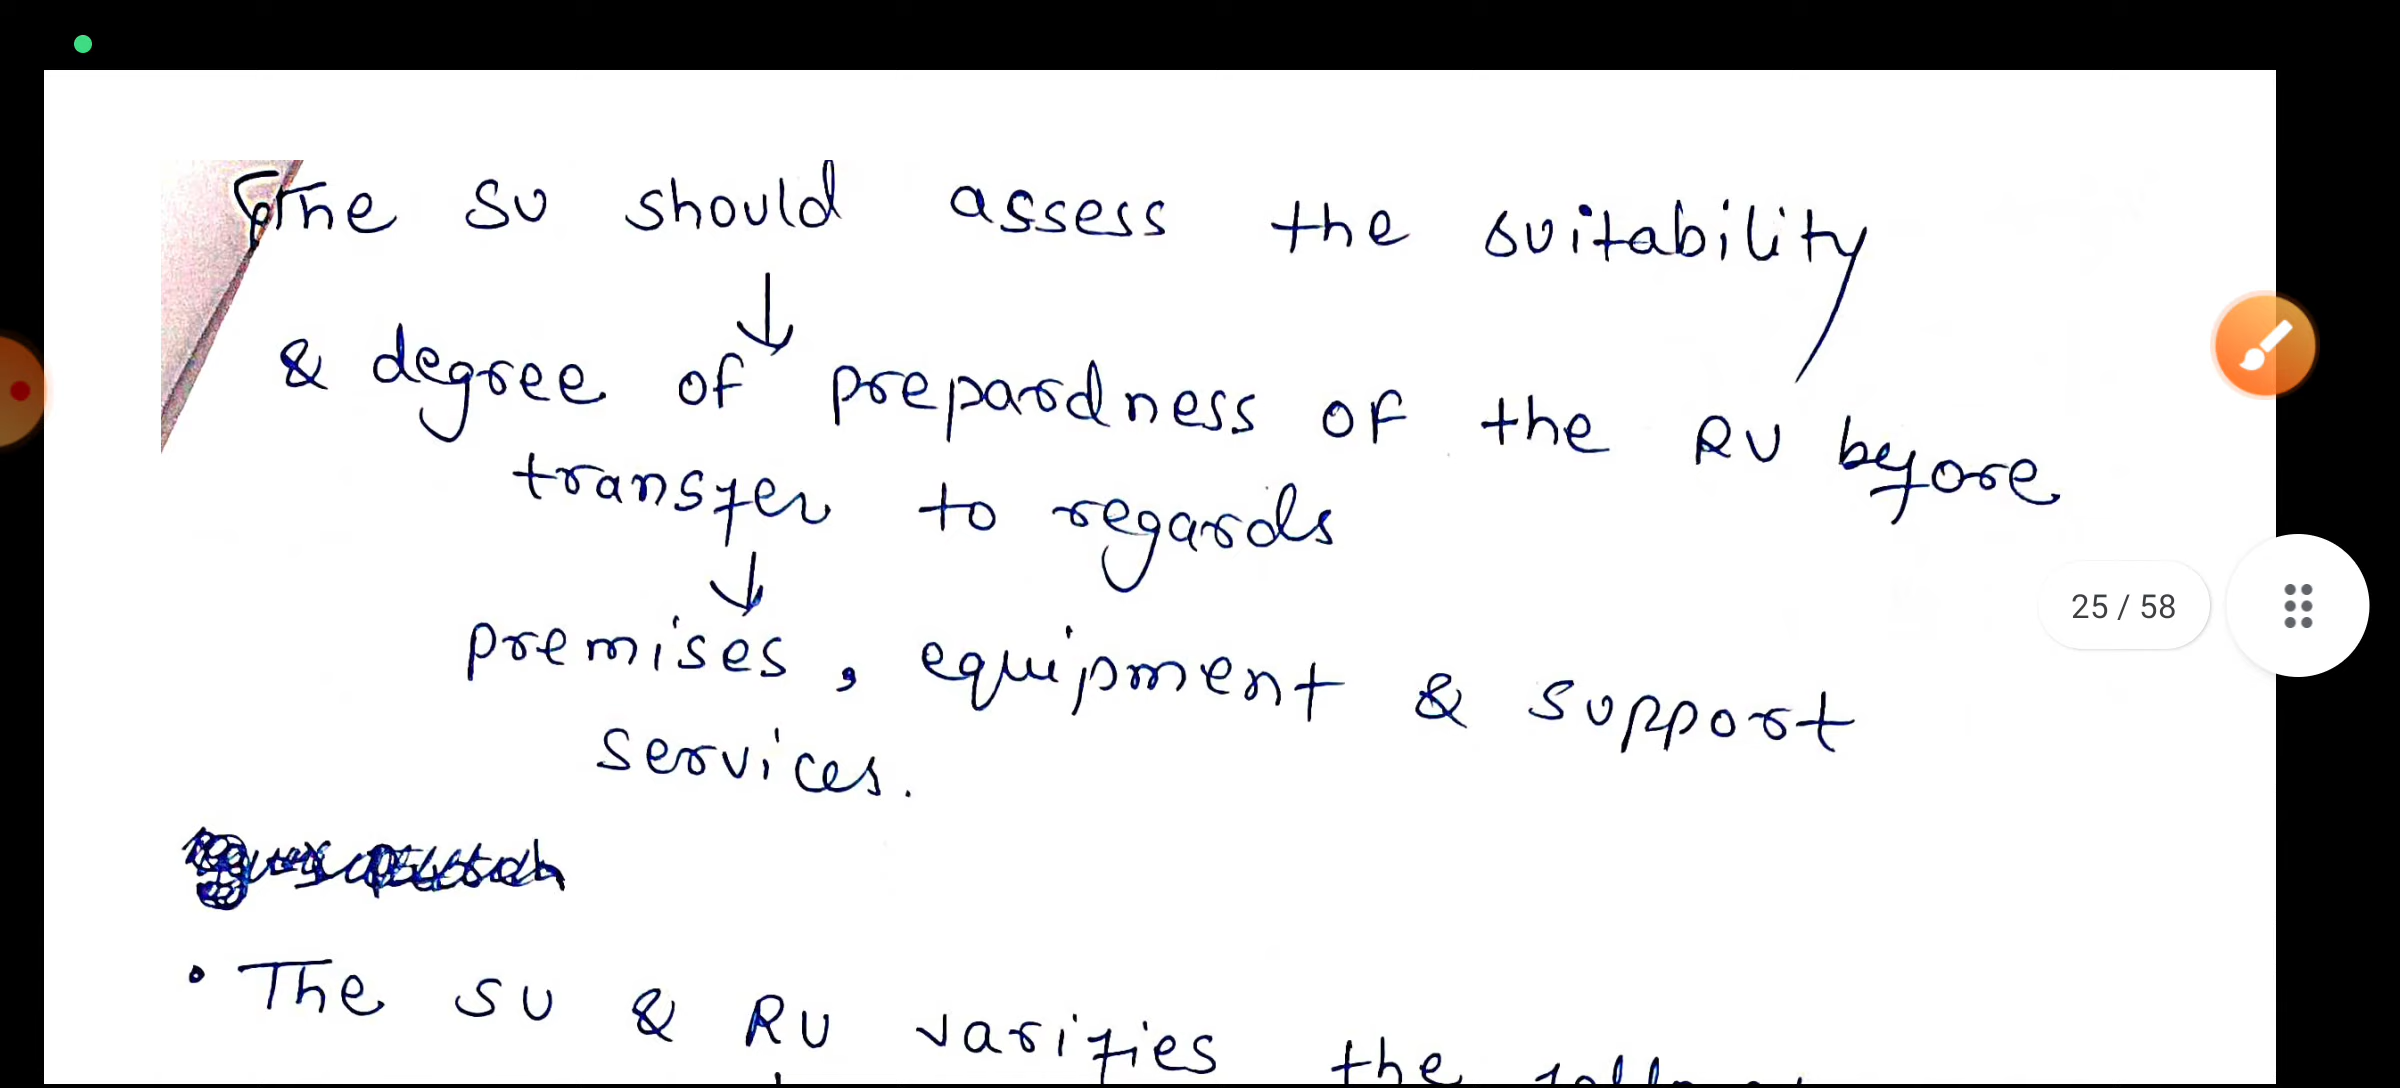 The SU should assess the suitability
↓
& degree of prepardness of the RU before
transfer to regards
↓
premises, equipment & support
services.
• The SU & RU varifies the
25 / 58